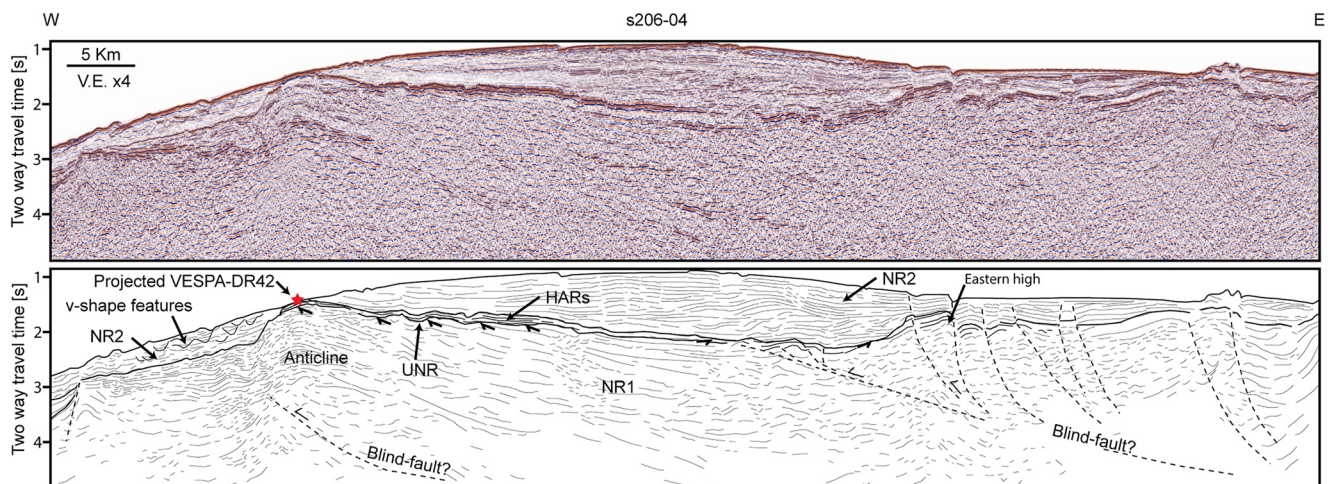 W
s206-04
E
Two way travel time [s]
1
2
3
4
5 Km
V.E. x4
Two way travel time [s]
1
2
3
4
Projected VESPA-DR42
v-shape features
NR2
Anticline
HARs
UNR
NR1
NR2
Eastern high
Blind-fault?
Blind-fault?